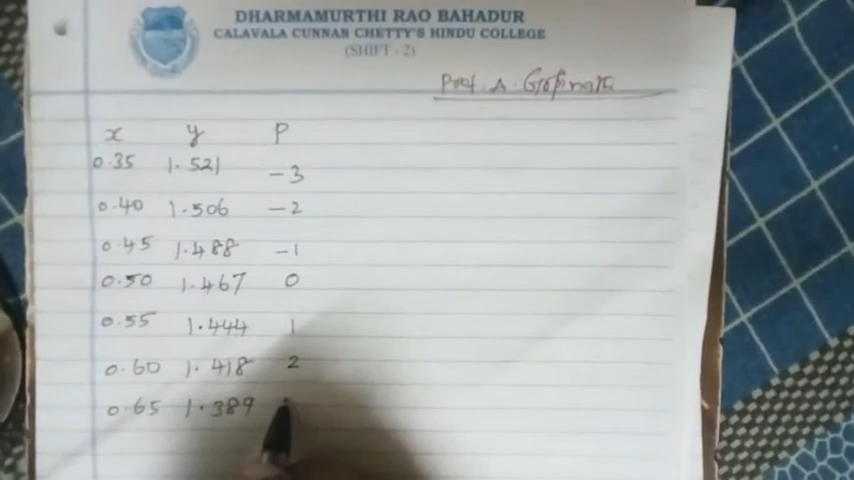 DHARMAMURTHI RAO BAHADUR
CALAVALA CUNNAN CHETTY'S HINDU COLLEGE
(SHIFT - 2)
Prof. A. Gopinath
x y P
0.35 1.521 -3
0.40 1.506 -2
0.45 1.488 -1
0.50 1.467 0
0.55 1.444 1
0.60 1.418 2
0.65 1.389